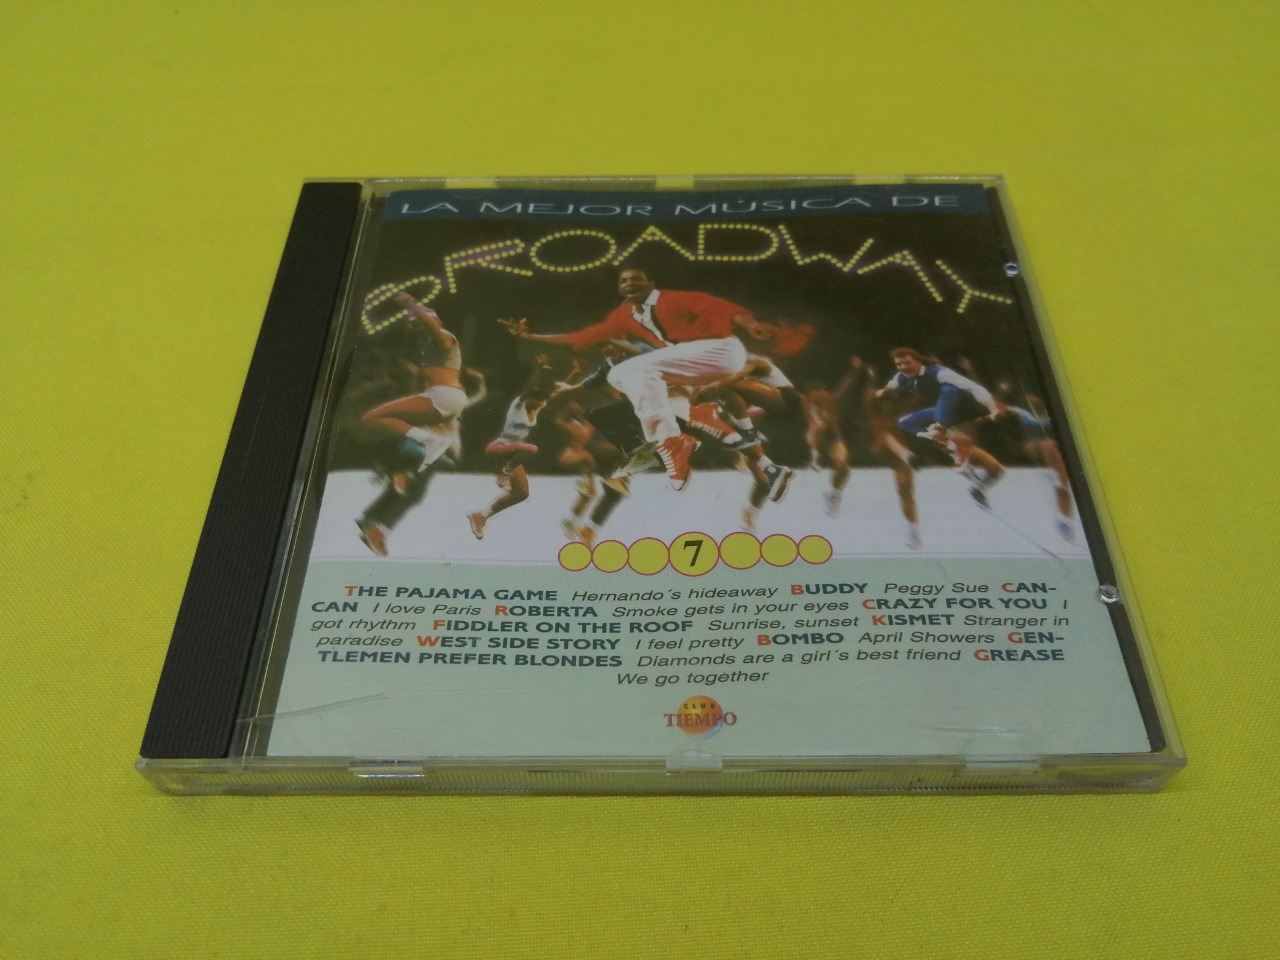 LA MEJOR MÚSICA DE
BROADWAY
7
THE PAJAMA GAME Hernando´s hideaway BUDDY Peggy Sue CAN-
CAN I love Paris ROBERTA Smoke gets in your eyes CRAZY FOR YOU I
got rhythm FIDDLER ON THE ROOF Sunrise, sunset KISMET Stranger in
paradise WEST SIDE STORY I feel pretty BOMBO April Showers GEN-
TLEMEN PREFER BLONDES Diamonds are a girl´s best friend GREASE
We go together
CLUB
TIEMPO